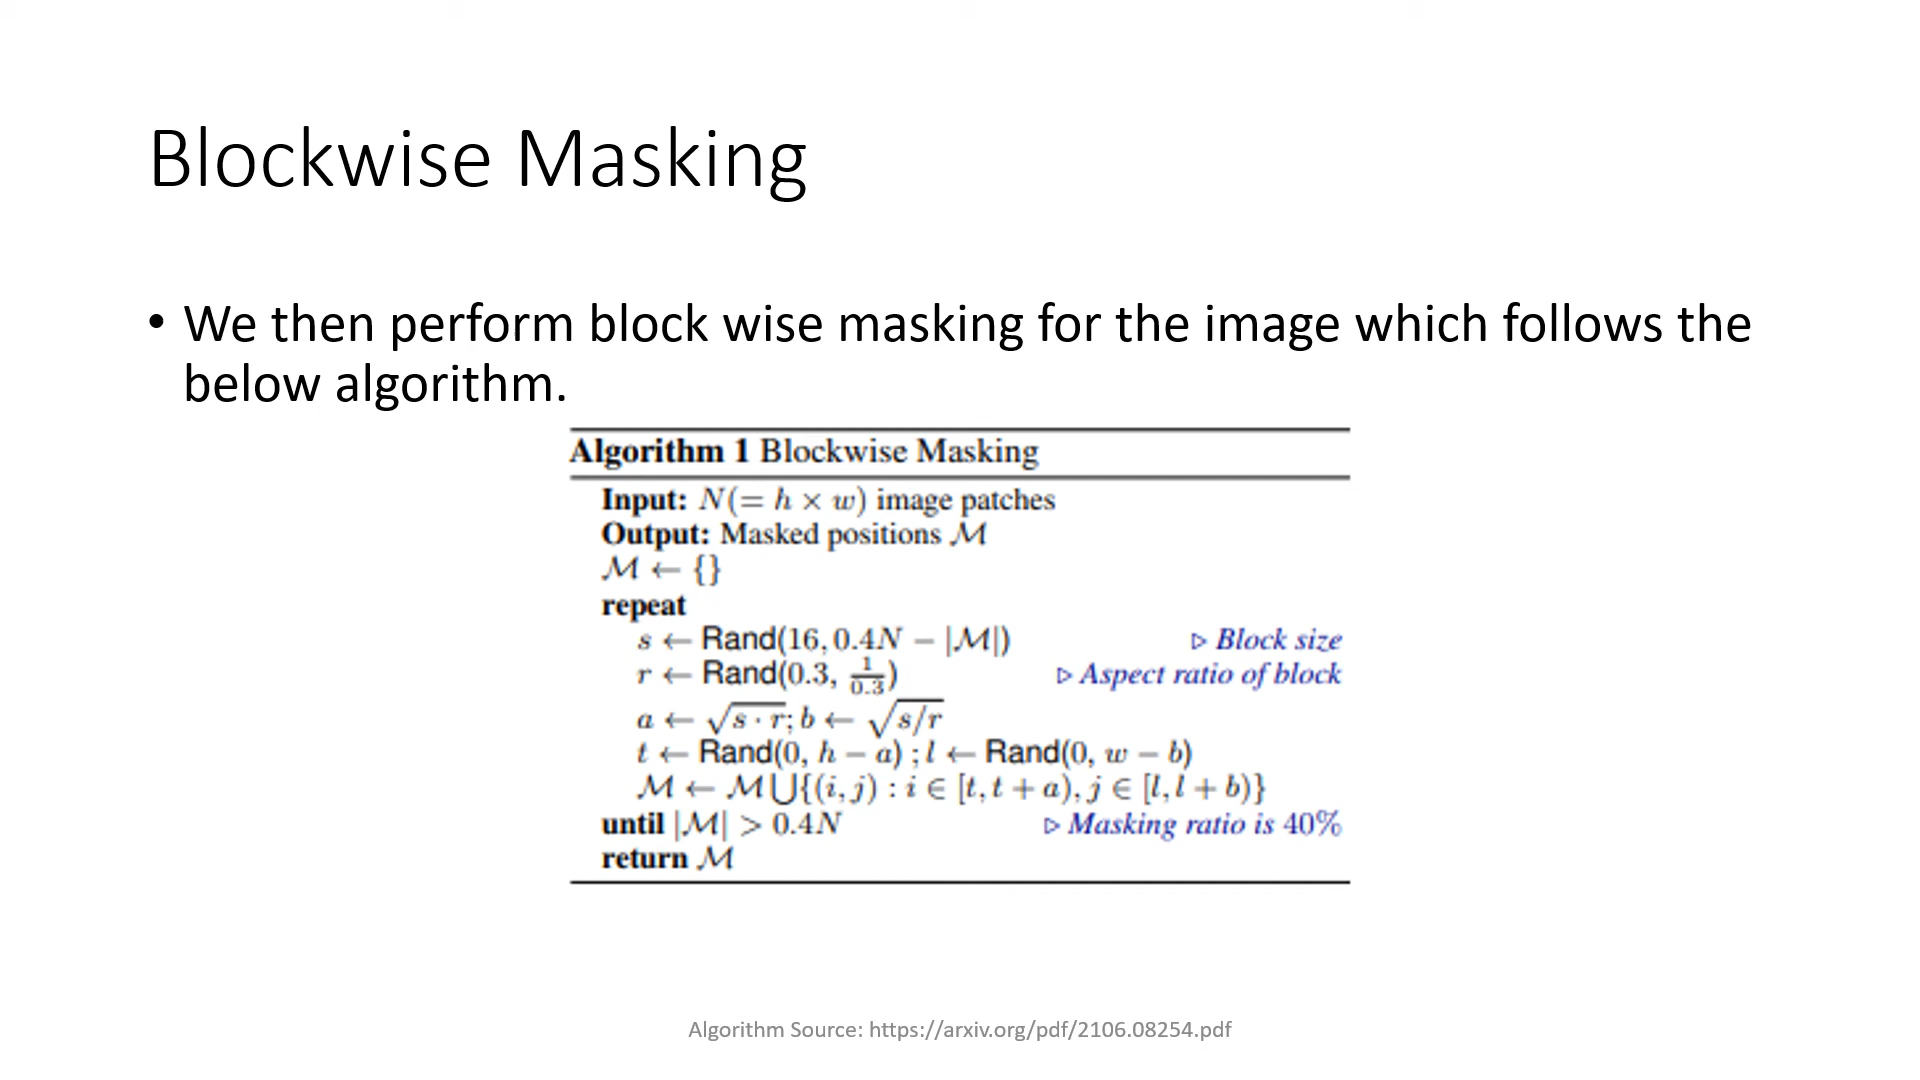 Blockwise Masking
• We then perform block wise masking for the image which follows the
below algorithm.
Algorithm 1 Blockwise Masking
Input: N(= h × w) image patches
Output: Masked positions ℳ
ℳ ← {}
repeat
s ← Rand(16, 0.4N − |ℳ|) ▷ Block size
r ← Rand(0.3, 1/0.3) ▷ Aspect ratio of block
a ← √(s · r); b ← √(s/r)
t ← Rand(0, h − a) ; l ← Rand(0, w − b)
ℳ ← ℳ ⋃{(i, j) : i ∈ [t, t + a), j ∈ [l, l + b)}
until |ℳ| > 0.4N ▷ Masking ratio is 40%
return ℳ
Algorithm Source: https://arxiv.org/pdf/2106.08254.pdf